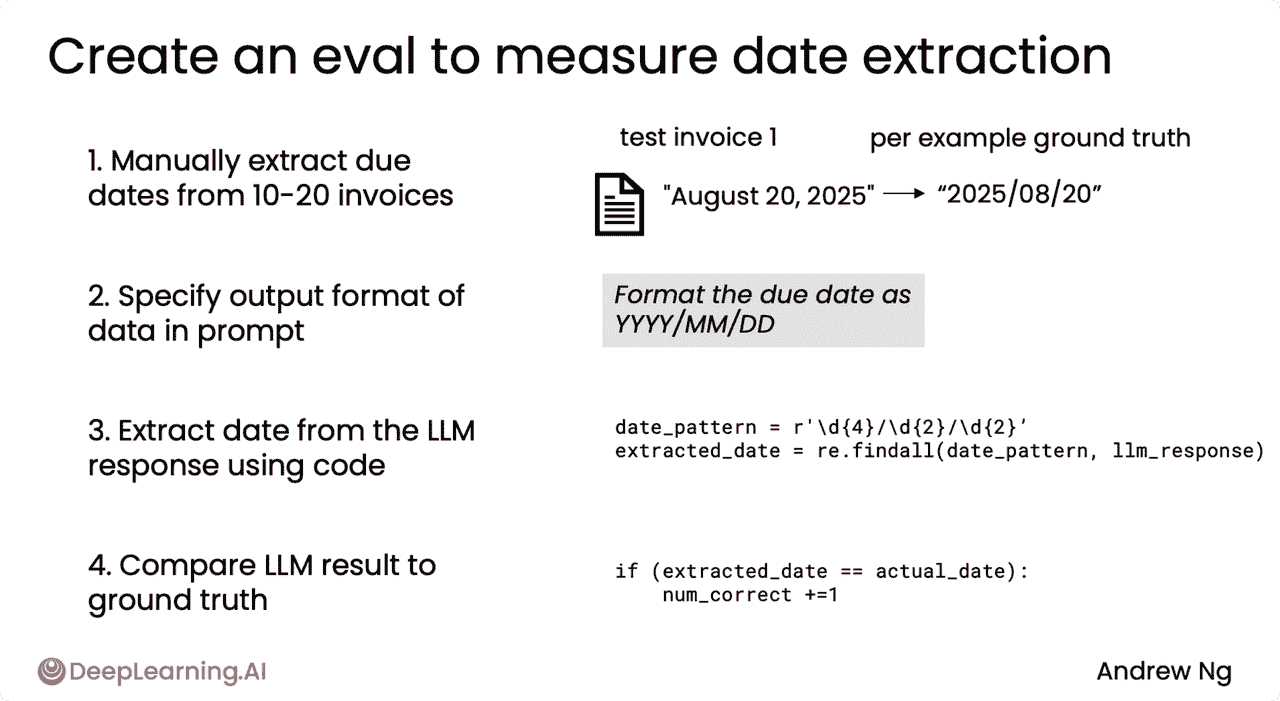 Create an eval to measure date extraction
test invoice 1
per example ground truth
1. Manually extract due
dates from 10-20 invoices
"August 20, 2025"
“2025/08/20”
2. Specify output format of
data in prompt
Format the due date as
YYYY/MM/DD
3. Extract date from the LLM
response using code
date_pattern = r'\d{4}/\d{2}/\d{2}’
extracted_date = re.findall(date_pattern, llm_response)
4. Compare LLM result to
ground truth
if (extracted_date == actual_date):
    num_correct +=1
DeepLearning.AI
Andrew Ng